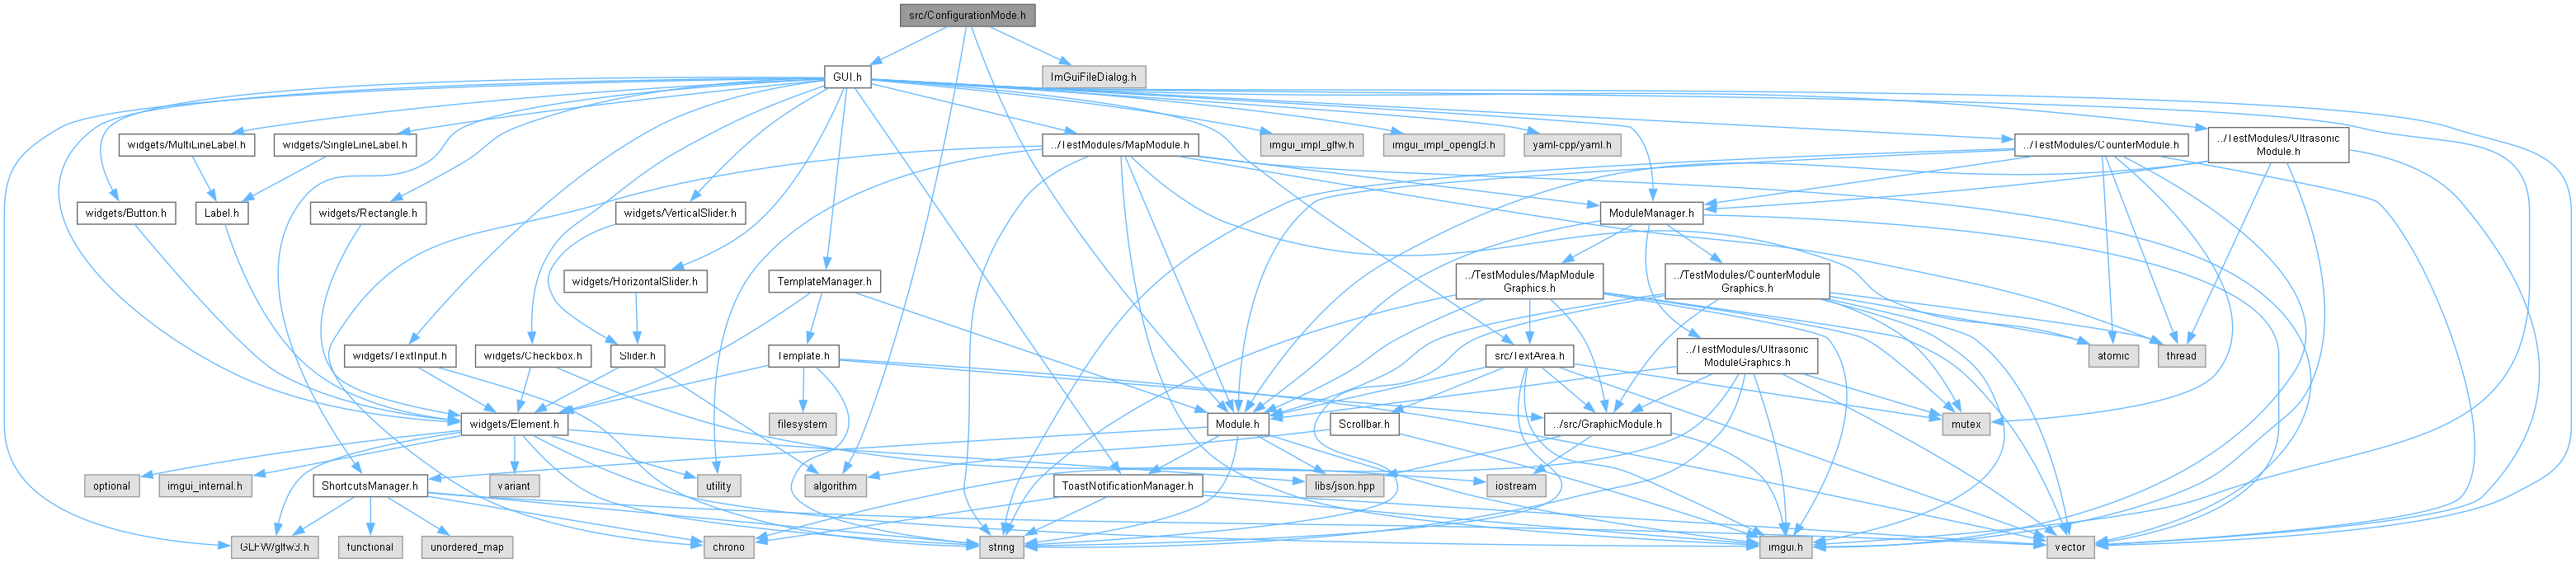 src/ConfigurationMode.h
GUI.h
ImGuiFileDialog.h
widgets/MultiLineLabel.h
widgets/SingleLineLabel.h
../TestModules/MapModule.h
imgui_impl_glfw.h
imgui_impl_opengl3.h
yaml-cpp/yaml.h
../TestModules/CounterModule.h
../TestModules/Ultrasonic
Module.h
widgets/Button.h
Label.h
widgets/Rectangle.h
widgets/VerticalSlider.h
ModuleManager.h
widgets/HorizontalSlider.h
TemplateManager.h
../TestModules/MapModule
Graphics.h
../TestModules/CounterModule
Graphics.h
widgets/TextInput.h
widgets/Checkbox.h
Slider.h
Template.h
src/TextArea.h
../TestModules/Ultrasonic
ModuleGraphics.h
atomic
thread
widgets/Element.h
filesystem
Module.h
Scrollbar.h
../src/GraphicModule.h
mutex
optional
imgui_internal.h
ShortcutsManager.h
variant
utility
algorithm
ToastNotificationManager.h
libs/json.hpp
iostream
GLFW/glfw3.h
functional
unordered_map
chrono
string
imgui.h
vector